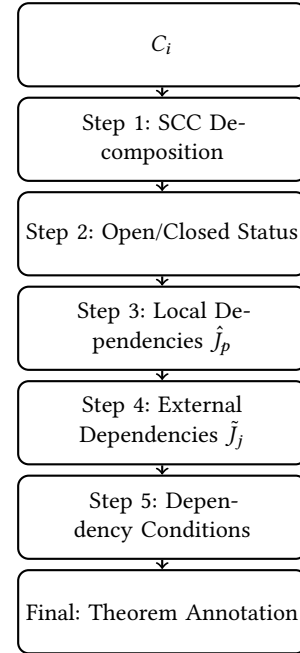 C_i
Step 1: SCC De-
composition
Step 2: Open/Closed Status
Step 3: Local De-
pendencies Ĵ_p
Step 4: External
Dependencies J̃_j
Step 5: Depen-
dency Conditions
Final: Theorem Annotation